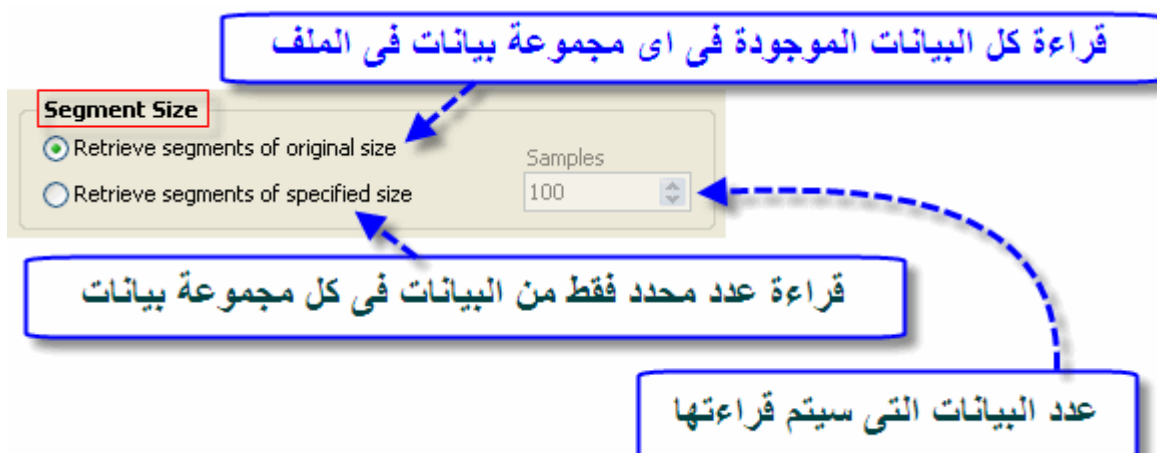 قراءة كل البيانات الموجودة فى اى مجموعة بيانات فى الملف
Segment Size
Retrieve segments of original size
Samples
Retrieve segments of specified size
100
قراءة عدد محدد فقط من البيانات فى كل مجموعة بيانات
عدد البيانات التى سيتم قراءتها